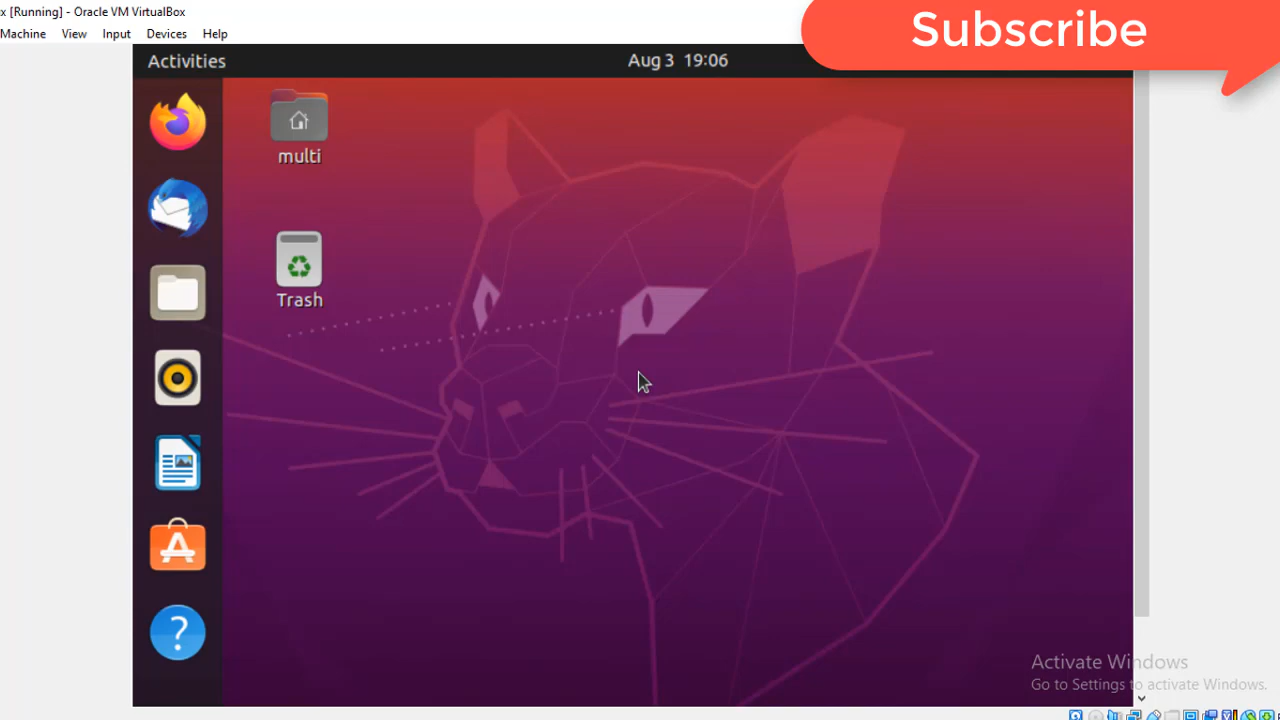 x [Running] - Oracle VM VirtualBox
Machine View Input Devices Help
Subscribe
Activities
Aug 3 19:06
multi
Trash
Activate Windows
Go to Settings to activate Windows.